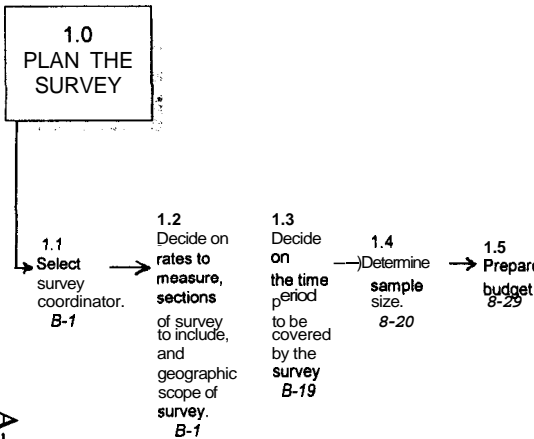 1.0
PLAN THE
SURVEY
1.1
Select
survey
coordinator.
B-1
1.2
Decide on
rates to
measure,
sections
of survey
to include,
and
geographic
scope of
survey.
B-1
1.3
Decide
on
the time
period
to be
covered
by the
survey
B-19
1.4
Determine
sample
size.
8-20
1.5
Prepare
budget
8-29